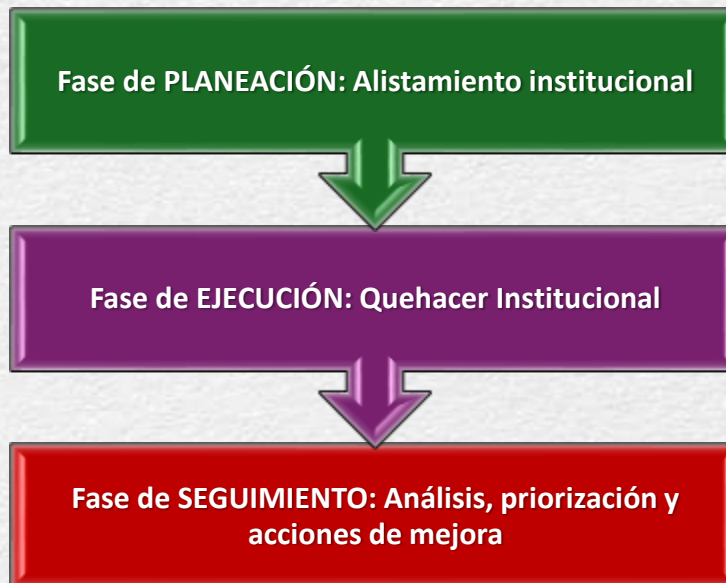 Fase de PLANEACIÓN: Alistamiento institucional
Fase de EJECUCIÓN: Quehacer Institucional
Fase de SEGUIMIENTO: Análisis, priorización y
acciones de mejora